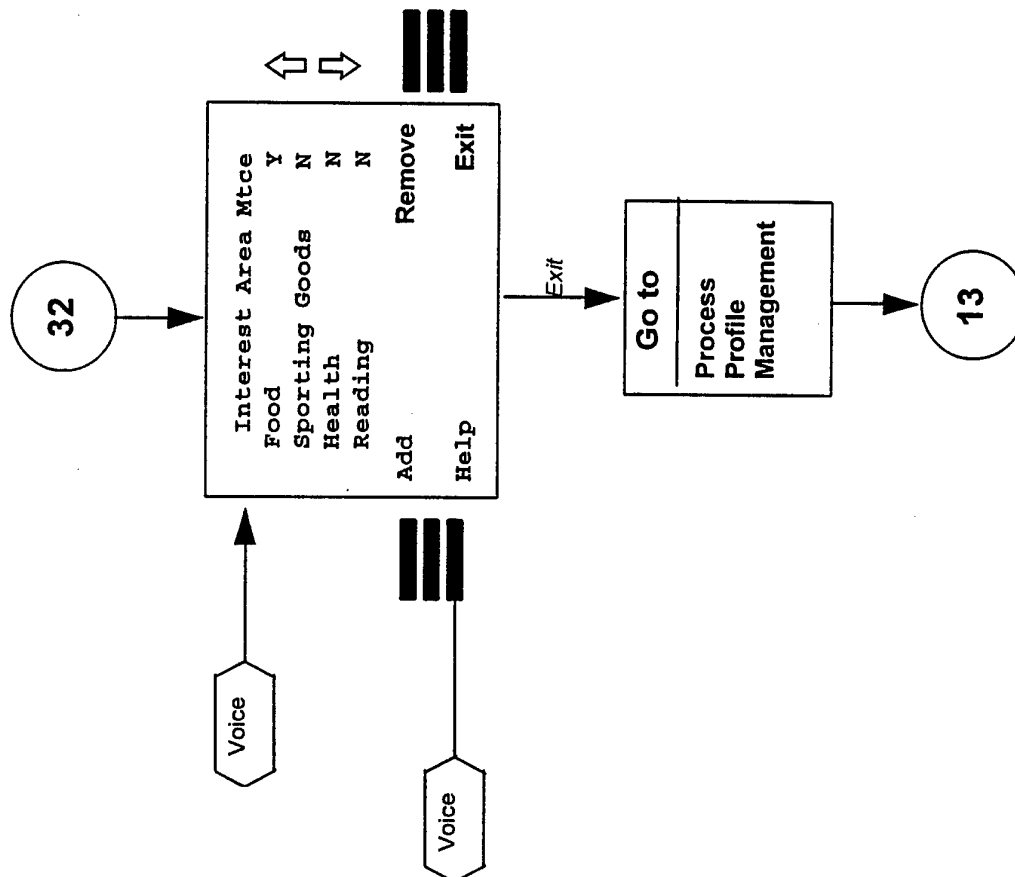 32
Interest Area Mtce
Food Y
Sporting Goods N
Health N
Reading N
Add Remove
Help Exit
Voice
Voice
Exit
Go to
Process
Profile
Management
13